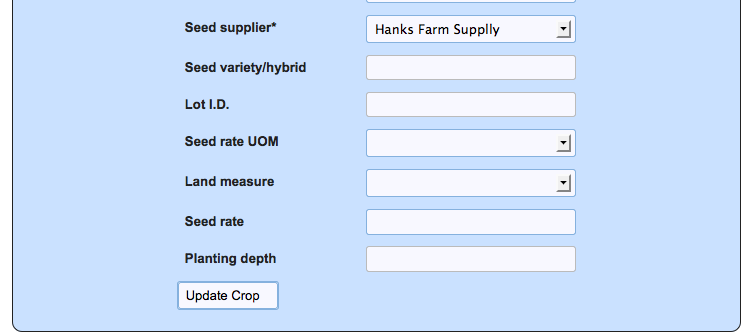 Seed supplier* Hanks Farm Supplly
Seed variety/hybrid
Lot I.D.
Seed rate UOM
Land measure
Seed rate
Planting depth
Update Crop